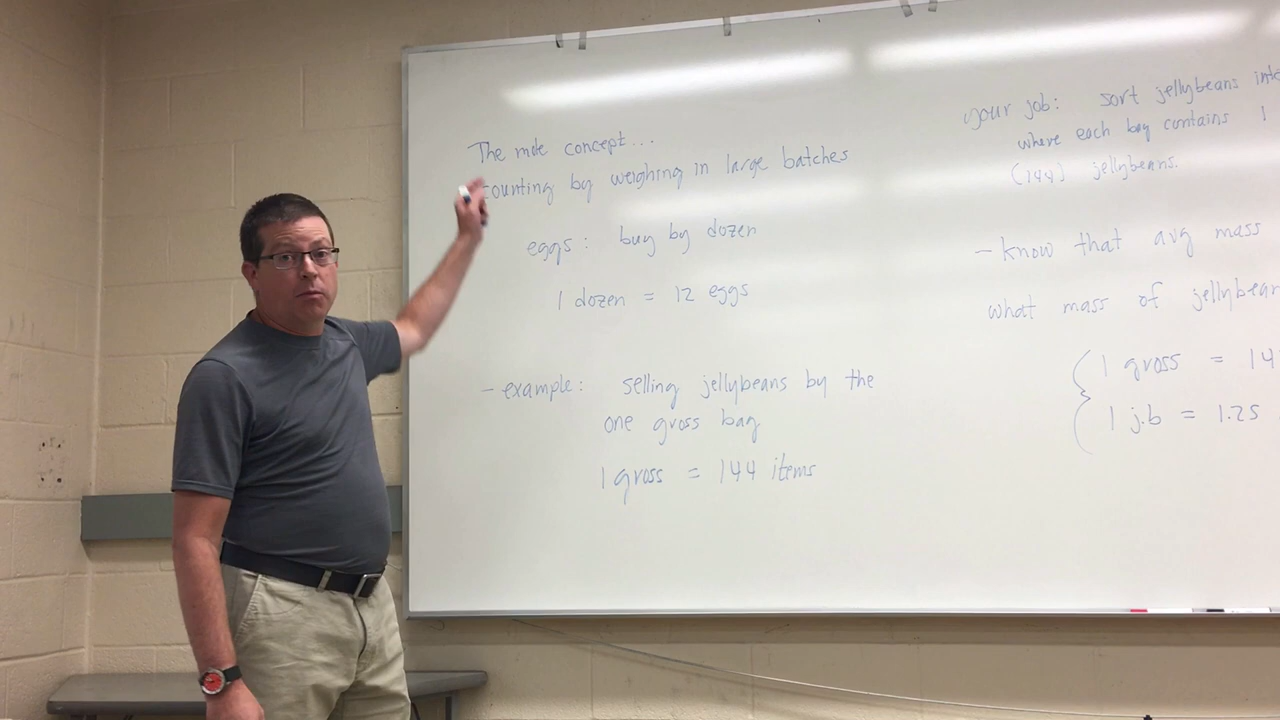 The mole concept...
counting by weighing in large batches
eggs: buy by dozen
1 dozen = 12 eggs
- example: selling jellybeans by the
one gross bag
1 gross = 144 items
your job: sort jellybeans into
where each bag contains 1
(144) jellybeans.
- know that avg mass
what mass of jellybean
1 gross = 14
1 j.b = 1.25